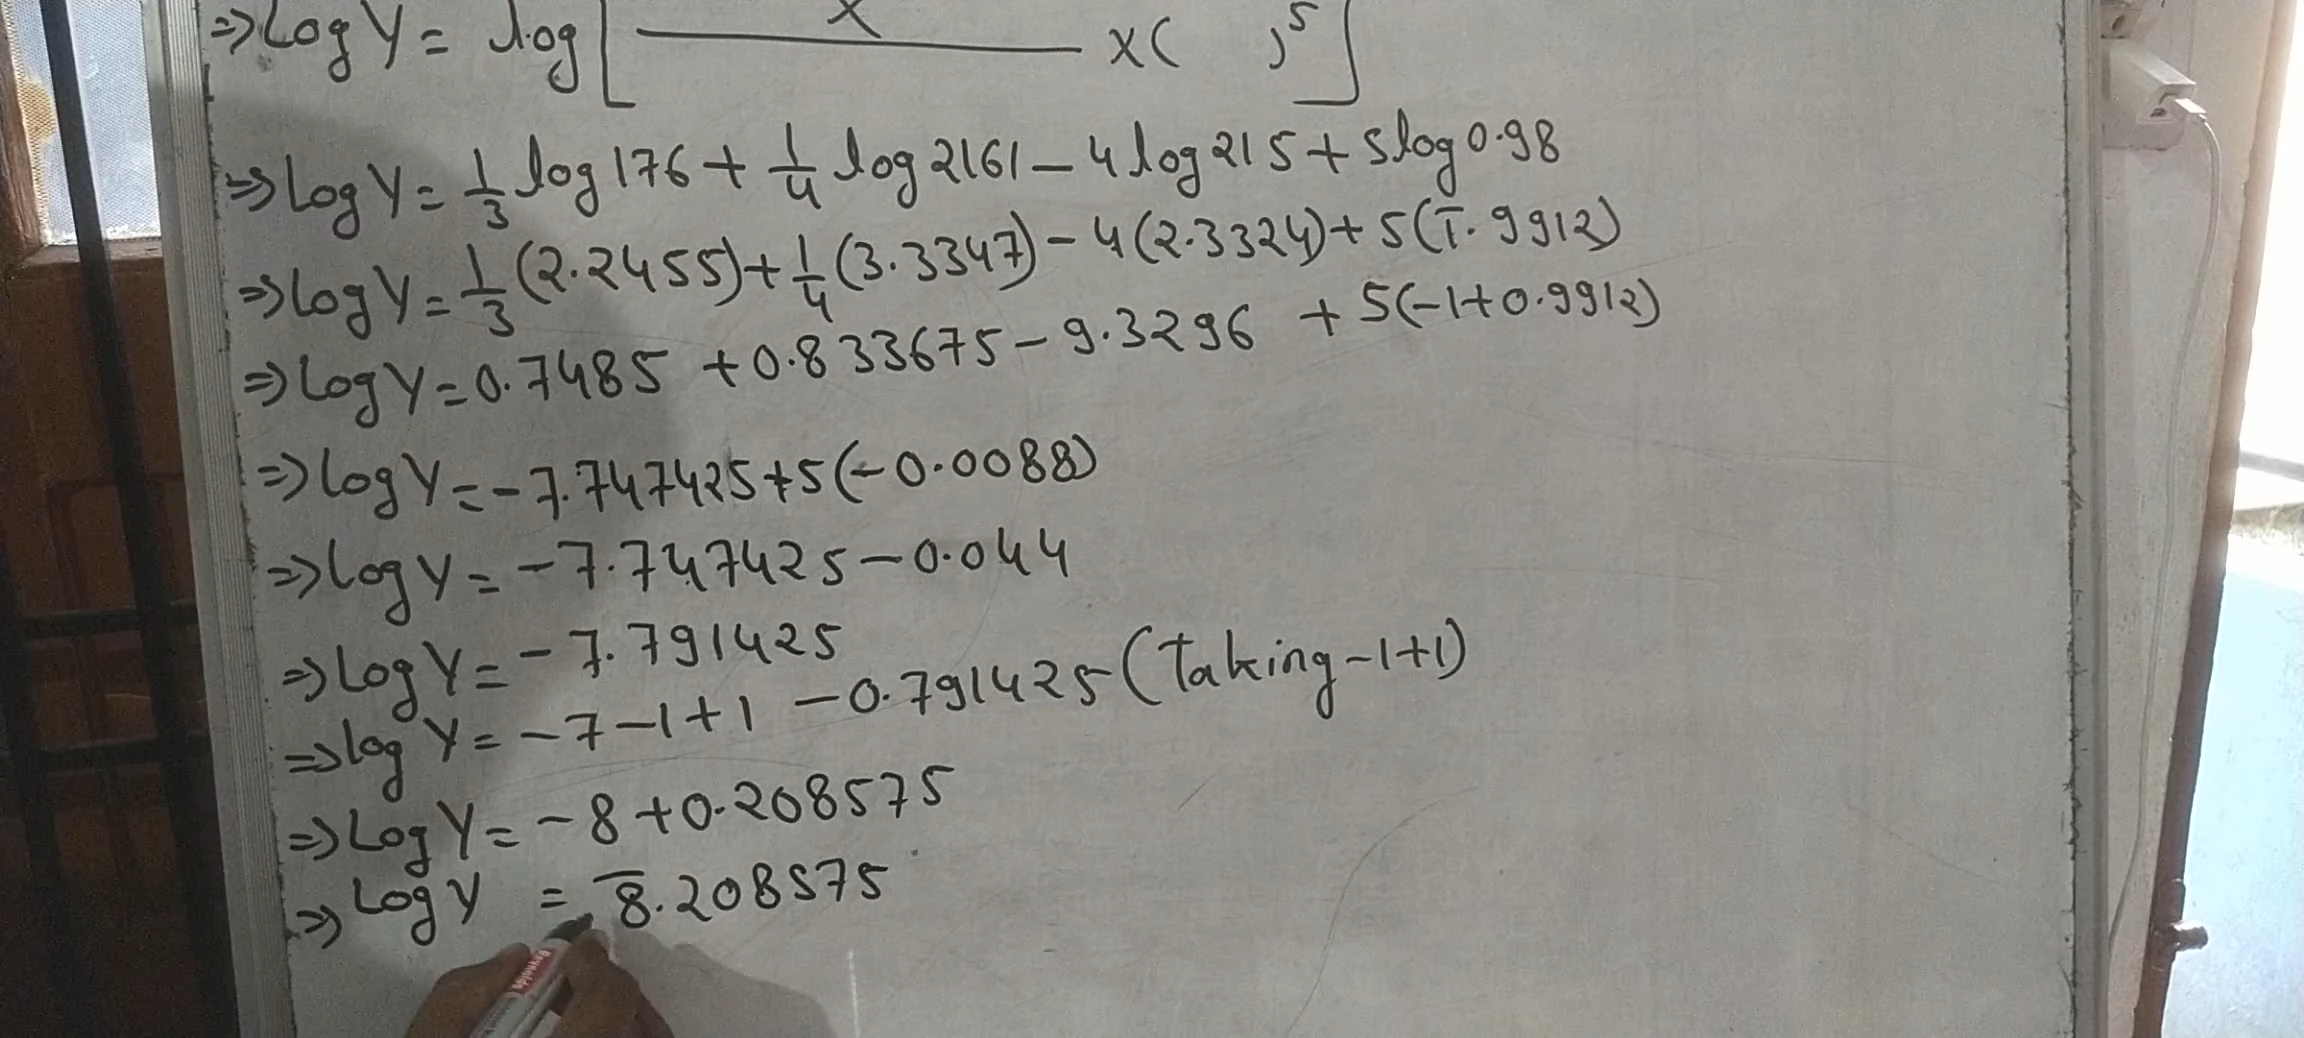 ⇒ Log Y = log[ x/ x( )⁵]
⇒ Log Y = 1/3 log 176 + 1/4 log 2161 - 4 log 215 + 5 log 0.98
⇒ Log Y = 1/3 (2.2455) + 1/4 (3.3347) - 4(2.3324) + 5(1̄.9912)
⇒ Log Y = 0.7485 + 0.833675 - 9.3296 + 5(-1+0.9912)
⇒ Log Y = -7.747425 + 5(-0.0088)
⇒ Log Y = -7.747425 - 0.044
⇒ Log Y = -7.791425
⇒ log Y = -7-1+1 -0.791425 (Taking -1+1)
⇒ Log Y = -8+0.208575
⇒ Log Y = 8̄.208575